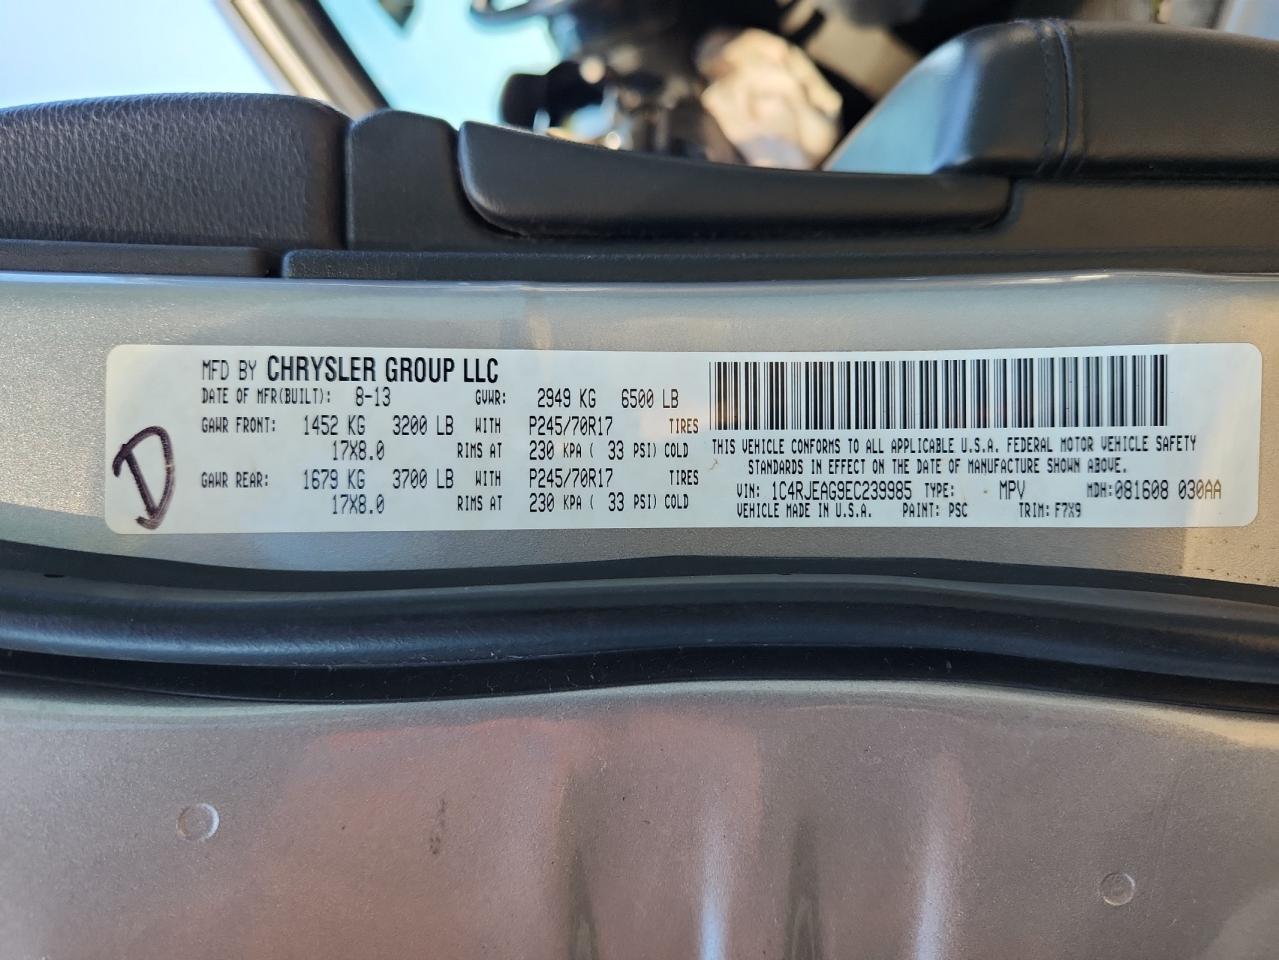 MFD BY CHRYSLER GROUP LLC
DATE OF MFR(BUILT): 8-13 GVWR: 2949 KG 6500 LB
GAWR FRONT: 1452 KG 3200 LB WITH P245/70R17 TIRES
17X8.0 RIMS AT 230 KPA ( 33 PSI) COLD
GAWR REAR: 1679 KG 3700 LB WITH P245/70R17 TIRES
17X8.0 RIMS AT 230 KPA ( 33 PSI) COLD
D
THIS VEHICLE CONFORMS TO ALL APPLICABLE U.S.A. FEDERAL MOTOR VEHICLE SAFETY
STANDARDS IN EFFECT ON THE DATE OF MANUFACTURE SHOWN ABOVE.
VIN: 1C4RJEAG9EC239985 TYPE: MPV MDH:081608 030AA
VEHICLE MADE IN U.S.A. PAINT: PSC TRIM: F7X9